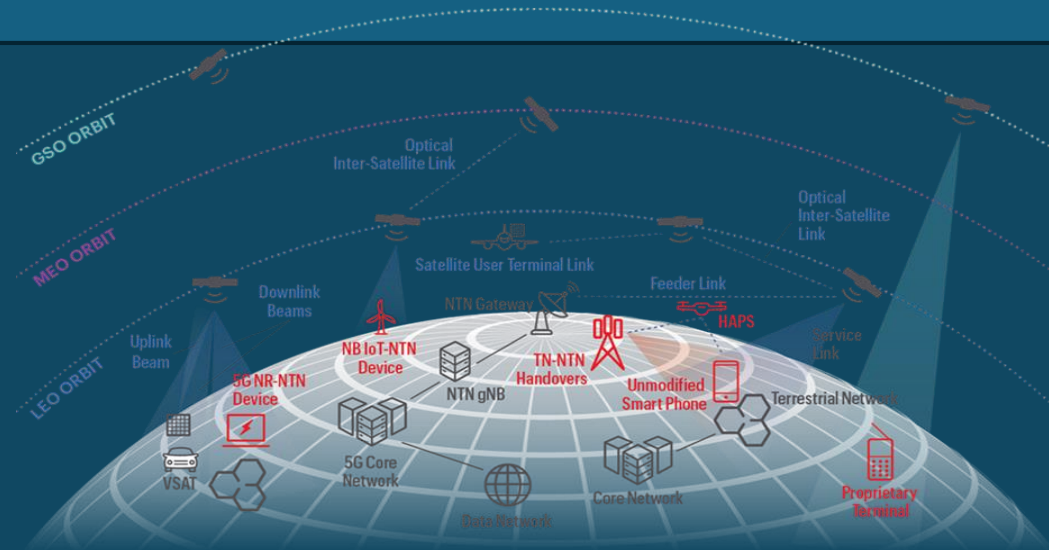 GSO ORBIT
Optical
Inter-Satellite Link
Optical
Inter-Satellite
Link
MEO ORBIT
Satellite User Terminal Link
Feeder Link
Downlink
Beams
NTN Gateway
HAPS
Uplink
Beam
Service
Link
NB IoT-NTN
Device
TN-NTN
Handovers
LEO ORBIT
5G NR-NTN
Device
NTN gNB
Unmodified
Smart Phone
Terrestrial Network
5G Core
Network
VSAT
Core Network
Proprietary
Terminal
Data Network